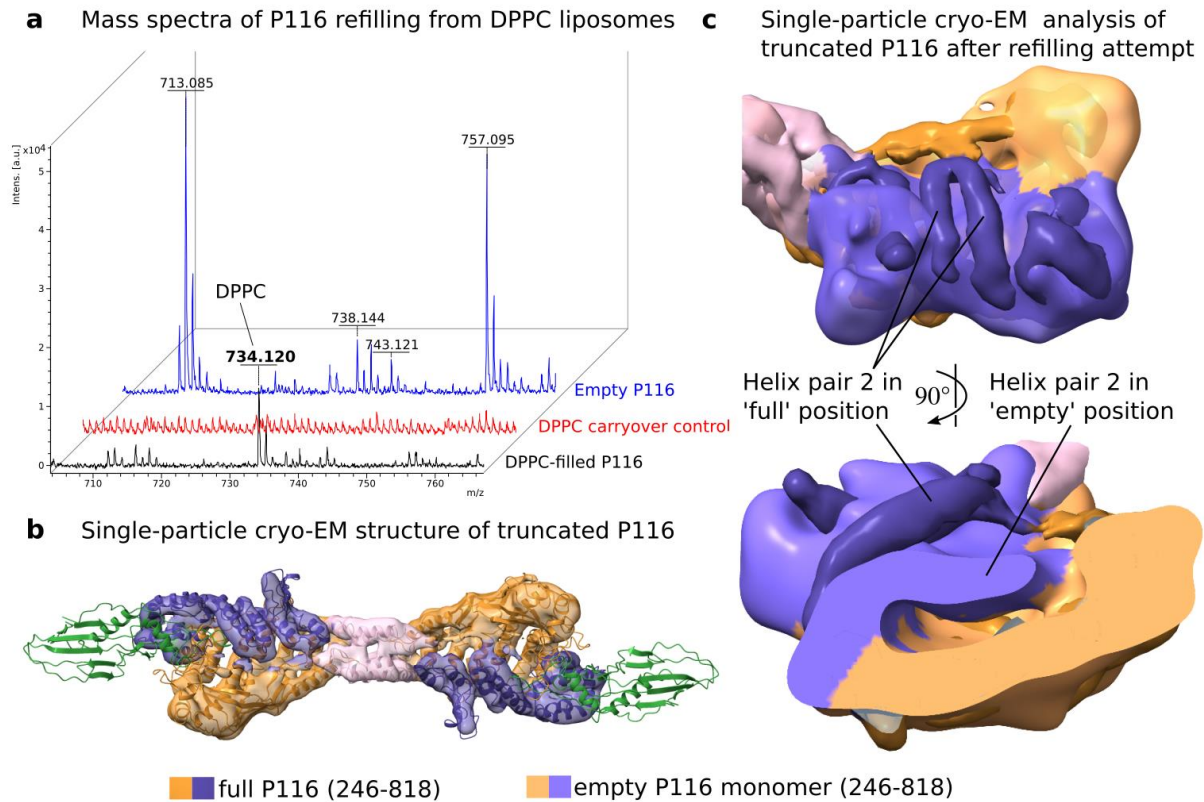 a Mass spectra of P116 refilling from DPPC liposomes
713.085
757.095
Intens. [a.u.]
x10⁴
5
4
3
2
1
0
DPPC
738.144
743.121
734.120
Empty P116
DPPC carryover control
DPPC-filled P116
710
720
730
740
750
760
m/z
b Single-particle cryo-EM structure of truncated P116
full P116 (246-818)
empty P116 monomer (246-818)
c Single-particle cryo-EM analysis of
truncated P116 after refilling attempt
Helix pair 2 in
'full' position
90°
Helix pair 2 in
'empty' position